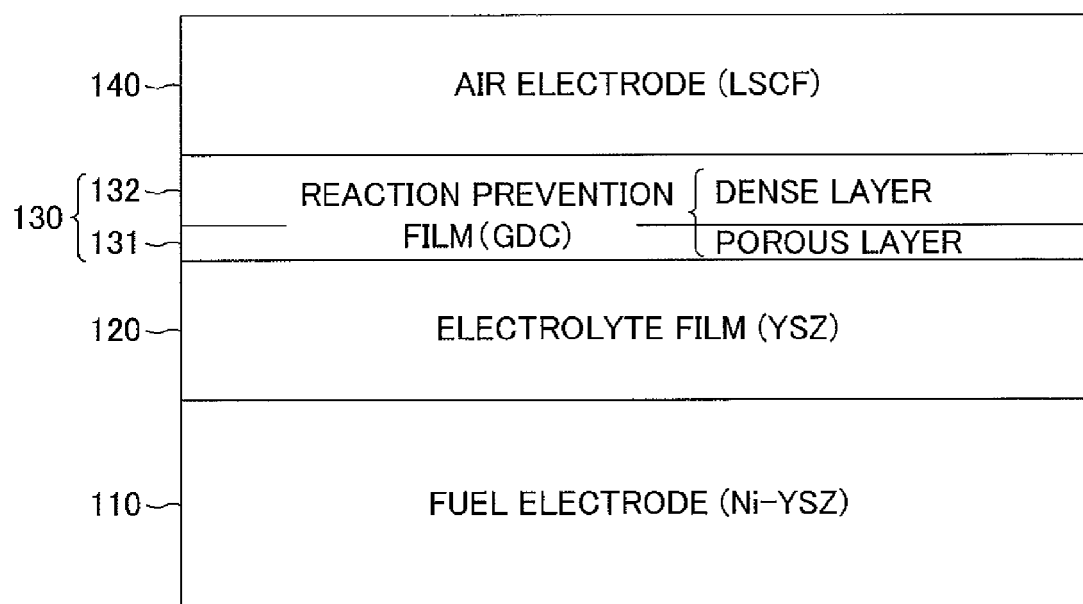 140 AIR ELECTRODE (LSCF)
132 REACTION PREVENTION DENSE LAYER
130
131 FILM (GDC) POROUS LAYER
120 ELECTROLYTE FILM (YSZ)
110 FUEL ELECTRODE (Ni-YSZ)